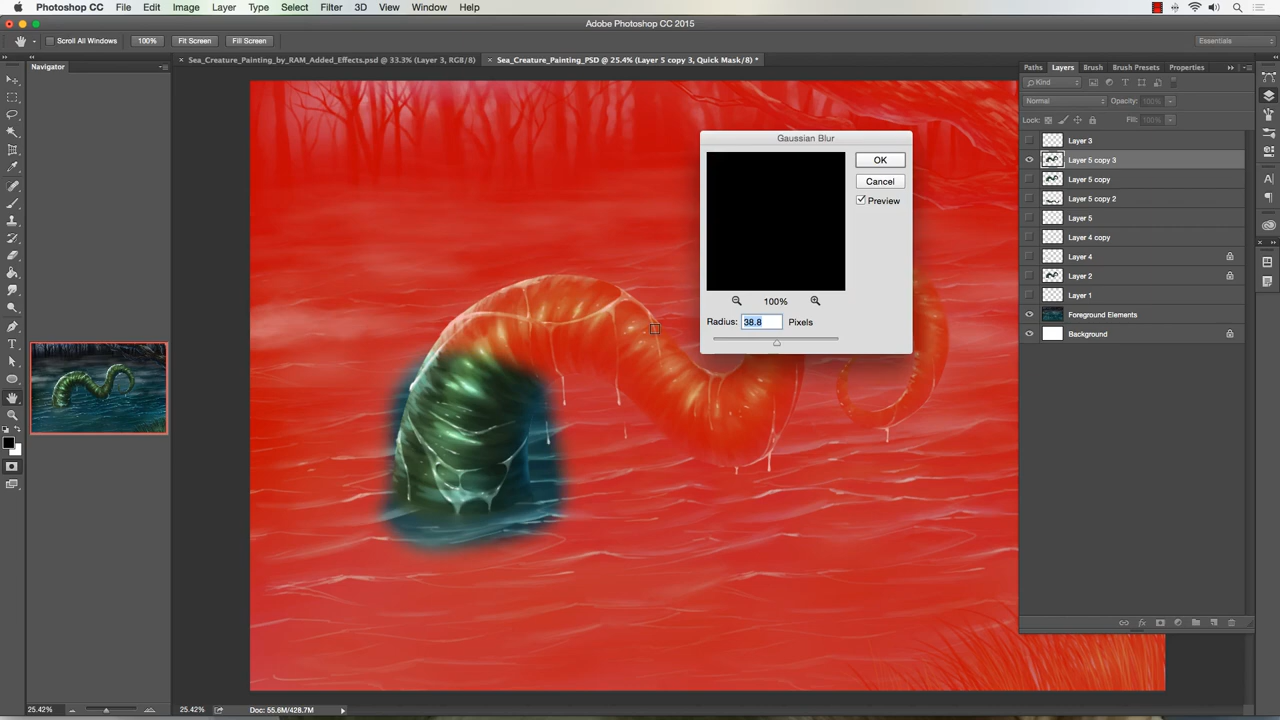 Photoshop CC File Edit Image Layer Type Select Filter 3D View Window Help
Adobe Photoshop CC 2015
Scroll All Windows 100% Fit Screen Fill Screen Essentials
× Sea_Creature_Painting_by_RAM_Added_Effects.psd @ 33.3% (Layer 3, RGB/8) × Sea_Creature_Painting_PSD @ 25.4% (Layer 5 copy 3, Quick Mask/8) *
Navigator
Paths Layers Brush Brush Presets Properties
Kind
Normal Opacity: 100%
Lock: Fill: 100%
Layer 3
Layer 5 copy 3
Layer 5 copy
Layer 5 copy 2
Layer 5
Layer 4 copy
Layer 4
Layer 2
Layer 1
Foreground Elements
Background
Gaussian Blur
OK
Cancel
Preview
100%
Radius: 38.8 Pixels
25.42%
25.42% Doc: 55.6M/428.7M